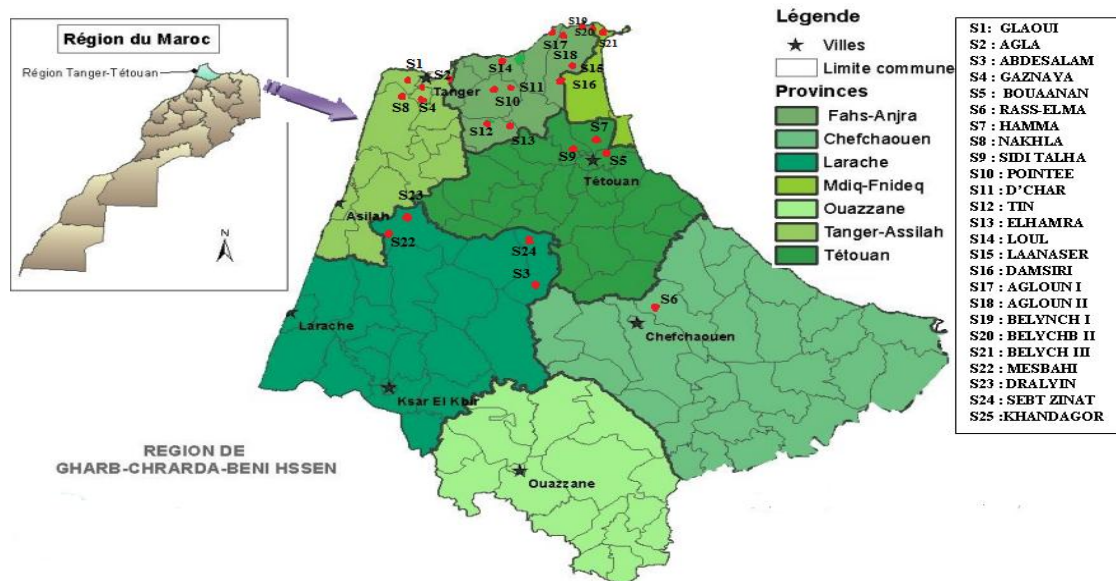 Région du Maroc
Région Tanger-Tétouan
N
S1
S2
Tanger
S8
S4
S14
S11
S10
S12
S13
S17
S18
S19
S20
S21
S15
S16
S7
S9
S5
Tétouan
S23
Asilah
S22
S24
S3
S6
Larache
Chefchaouen
Ksar El Kbir
Ouazzane
REGION DE
GHARB-CHRARDA-BENI HSSEN
Légende
Villes
Limite commune
Provinces
Fahs-Anjra
Chefchaouen
Larache
Mdiq-Fnideq
Ouazzane
Tanger-Assilah
Tétouan
S1: GLAOUI
S2 : AGLA
S3 : ABDESALAM
S4 : GAZNAYA
S5 : BOUAANAN
S6 : RASS-ELMA
S7 : HAMMA
S8 : NAKHLA
S9 : SIDI TALHA
S10 : POINTEE
S11 : D'CHAR
S12 : TIN
S13 : ELHAMRA
S14 : LOUL
S15 : LAANASER
S16 : DAMSIRI
S17 : AGLOUN I
S18 : AGLOUN II
S19 : BELYNCH I
S20 : BELYCHB II
S21 : BELYCH III
S22 : MESBAHI
S23 : DRALYIN
S24 : SEBT ZINAT
S25 : KHANDAGOR